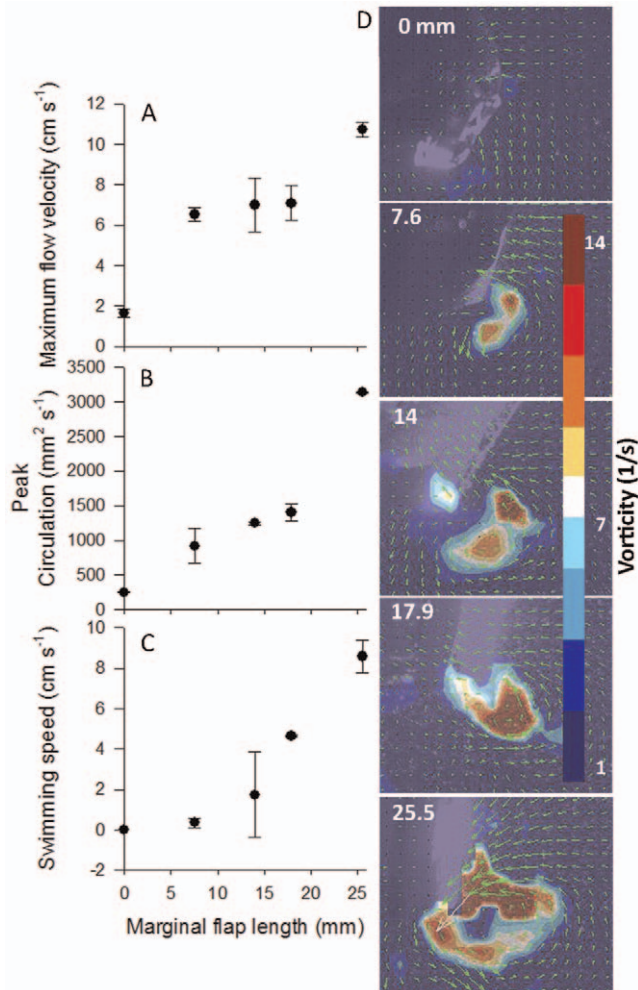 A
Maximum flow velocity (cm s⁻¹)
12
10
8
6
4
2
0
B
Peak
Circulation (mm² s⁻¹)
3500
3000
2500
2000
1500
1000
500
0
C
Swimming speed (cm s⁻¹)
10
8
6
4
2
0
-2
0 5 10 15 20 25
Marginal flap length (mm)
D
0 mm
7.6
14
17.9
25.5
14
7
1
Vorticity (1/s)